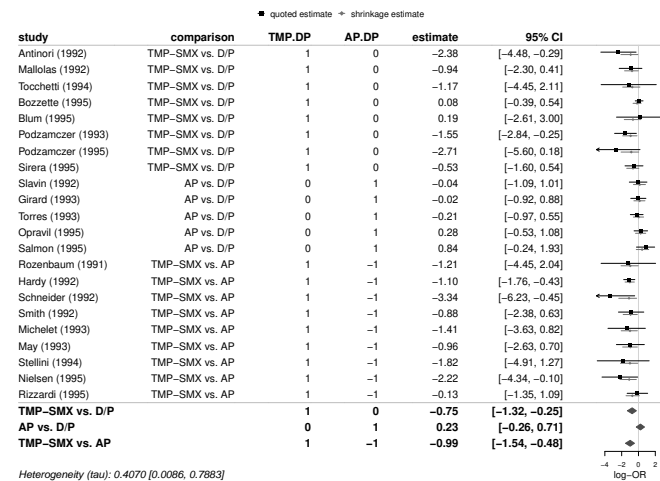 quoted estimate shrinkage estimate
study comparison TMP.DP AP.DP estimate 95% CI
Antinori (1992) TMP−SMX vs. D/P 1 0 −2.38 [−4.48, −0.29]
Mallolas (1992) TMP−SMX vs. D/P 1 0 −0.94 [−2.30, 0.41]
Tocchetti (1994) TMP−SMX vs. D/P 1 0 −1.17 [−4.45, 2.11]
Bozzette (1995) TMP−SMX vs. D/P 1 0 0.08 [−0.39, 0.54]
Blum (1995) TMP−SMX vs. D/P 1 0 0.19 [−2.61, 3.00]
Podzamczer (1993) TMP−SMX vs. D/P 1 0 −1.55 [−2.84, −0.25]
Podzamczer (1995) TMP−SMX vs. D/P 1 0 −2.71 [−5.60, 0.18]
Sirera (1995) TMP−SMX vs. D/P 1 0 −0.53 [−1.60, 0.54]
Slavin (1992) AP vs. D/P 0 1 −0.04 [−1.09, 1.01]
Girard (1993) AP vs. D/P 0 1 −0.02 [−0.92, 0.88]
Torres (1993) AP vs. D/P 0 1 −0.21 [−0.97, 0.55]
Opravil (1995) AP vs. D/P 0 1 0.28 [−0.53, 1.08]
Salmon (1995) AP vs. D/P 0 1 0.84 [−0.24, 1.93]
Rozenbaum (1991) TMP−SMX vs. AP 1 −1 −1.21 [−4.45, 2.04]
Hardy (1992) TMP−SMX vs. AP 1 −1 −1.10 [−1.76, −0.43]
Schneider (1992) TMP−SMX vs. AP 1 −1 −3.34 [−6.23, −0.45]
Smith (1992) TMP−SMX vs. AP 1 −1 −0.88 [−2.38, 0.63]
Michelet (1993) TMP−SMX vs. AP 1 −1 −1.41 [−3.63, 0.82]
May (1993) TMP−SMX vs. AP 1 −1 −0.96 [−2.63, 0.70]
Stellini (1994) TMP−SMX vs. AP 1 −1 −1.82 [−4.91, 1.27]
Nielsen (1995) TMP−SMX vs. AP 1 −1 −2.22 [−4.34, −0.10]
Rizzardi (1995) TMP−SMX vs. AP 1 −1 −0.13 [−1.35, 1.09]
TMP−SMX vs. D/P 1 0 −0.75 [−1.32, −0.25]
AP vs. D/P 0 1 0.23 [−0.26, 0.71]
TMP−SMX vs. AP 1 −1 −0.99 [−1.54, −0.48]
−4 −2 0 2
log−OR
Heterogeneity (tau): 0.4070 [0.0086, 0.7883]